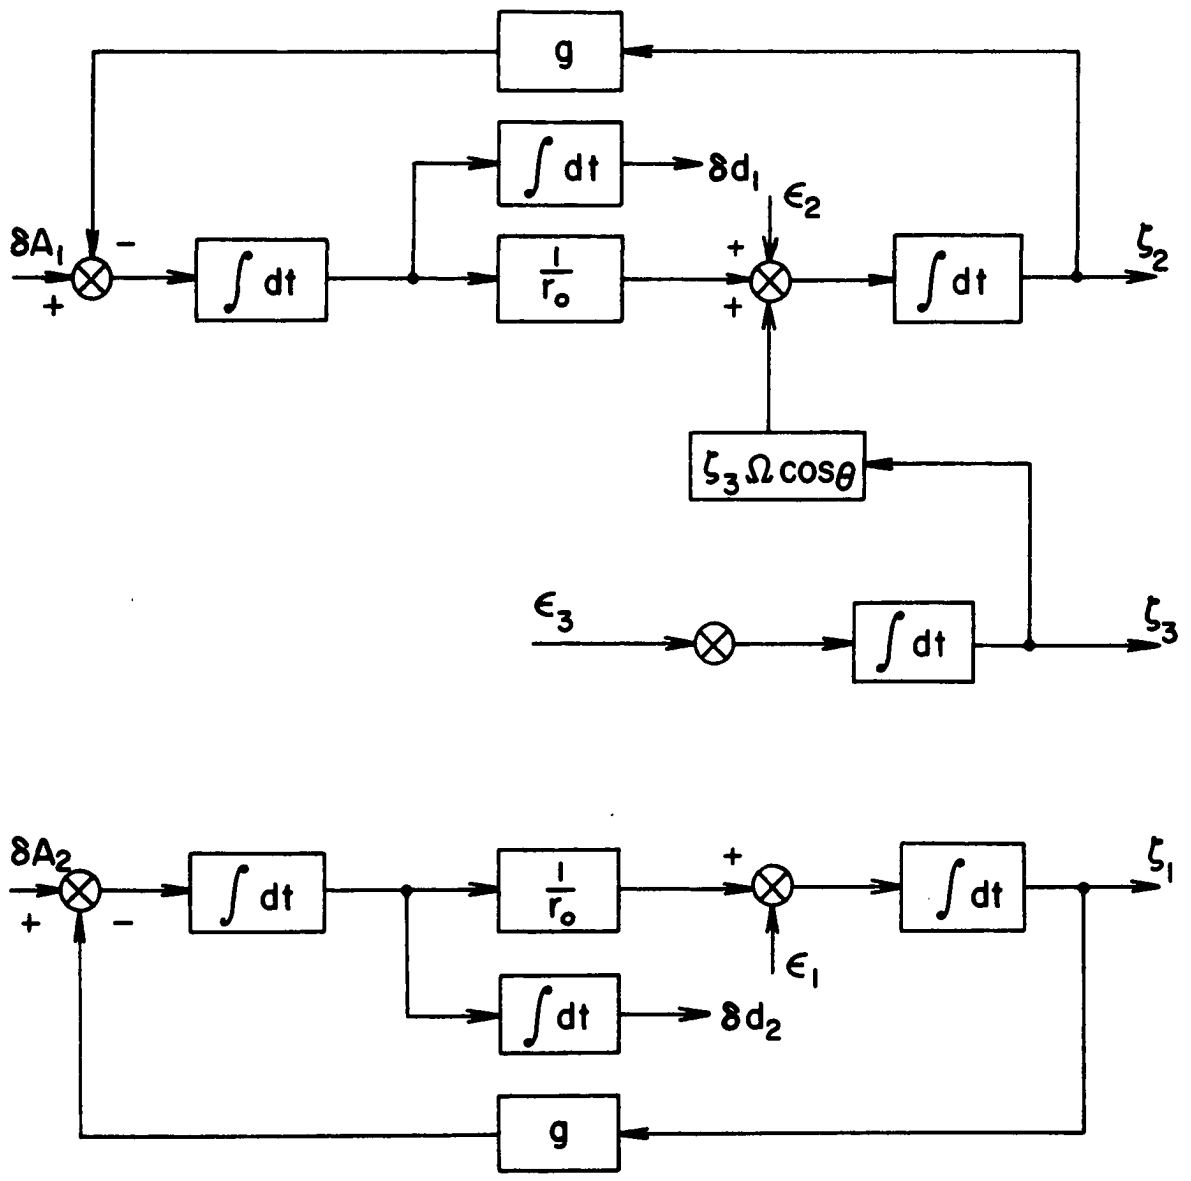 g
∫ dt
δd₁
ϵ₂
δA₁
−
+
∫ dt
1/r₀
+
+
∫ dt
ζ₂
ζ₃ Ω cosθ
ϵ₃
∫ dt
ζ₃
δA₂
+
−
∫ dt
1/r₀
+
ϵ₁
∫ dt
ζ₁
∫ dt
δd₂
g